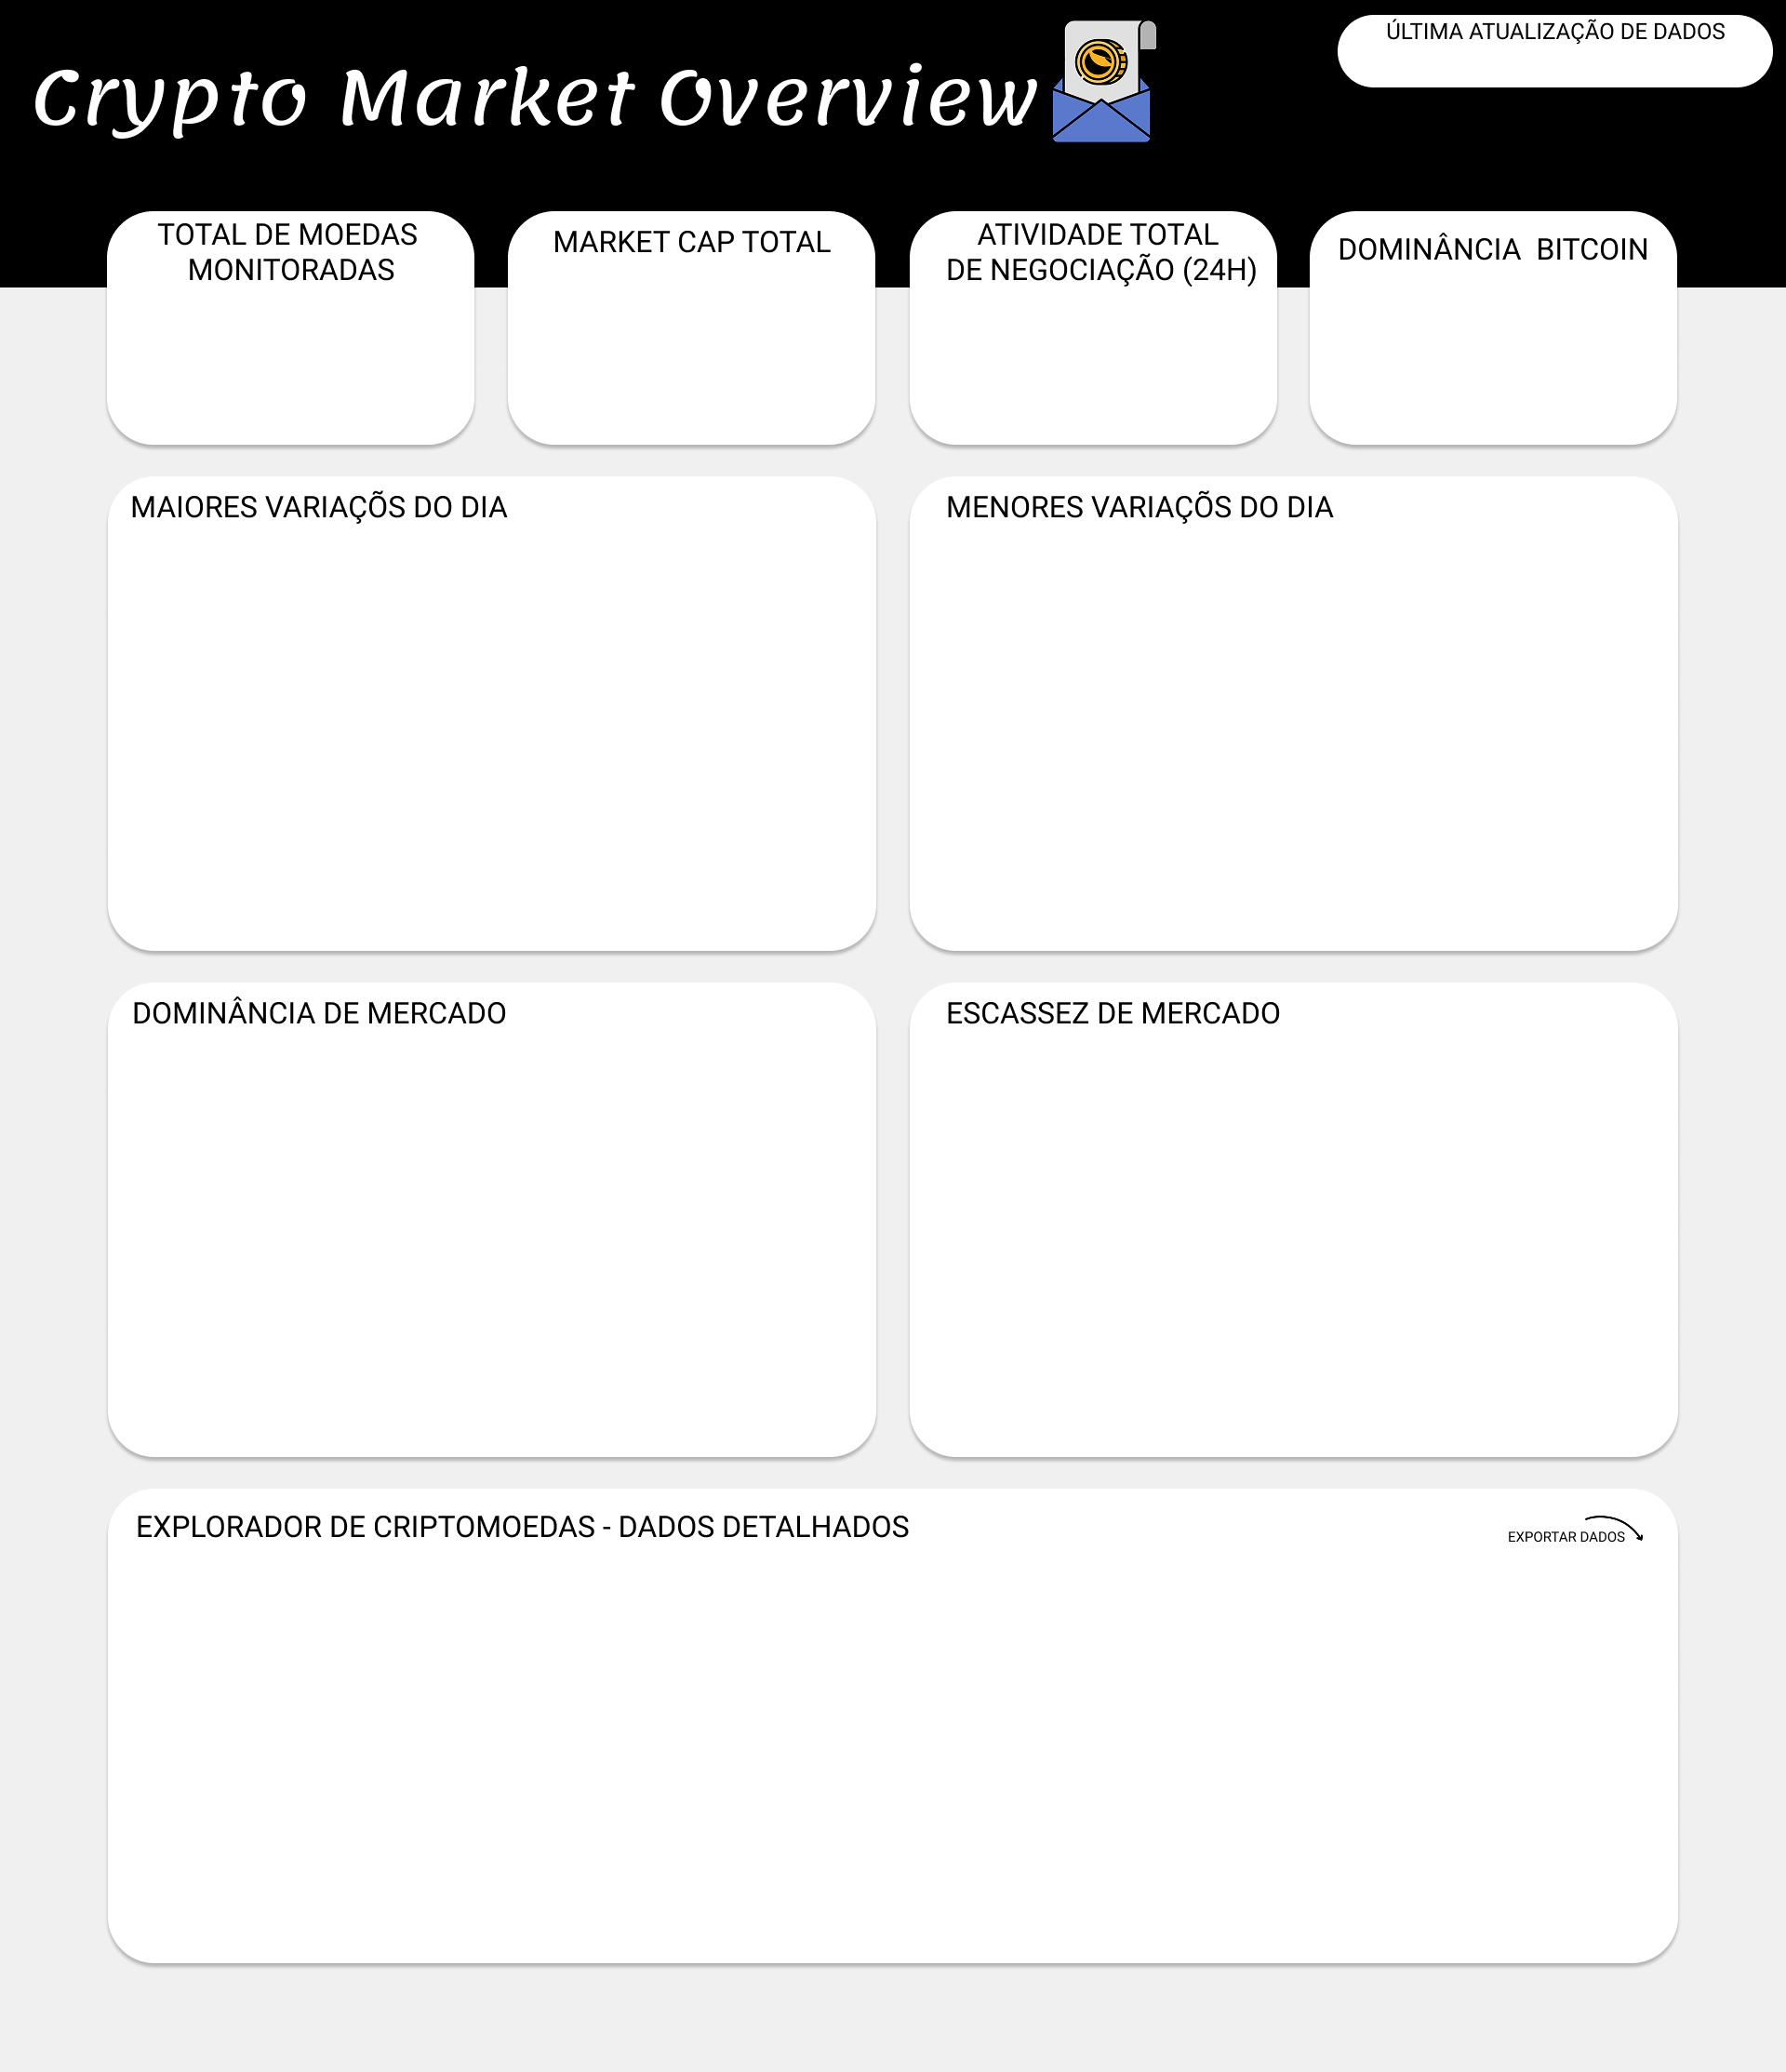 Crypto Market Overview
ÚLTIMA ATUALIZAÇÃO DE DADOS
TOTAL DE MOEDAS
MONITORADAS
MARKET CAP TOTAL
ATIVIDADE TOTAL
DE NEGOCIAÇÃO (24H)
DOMINÂNCIA  BITCOIN
MAIORES VARIAÇÕS DO DIA
MENORES VARIAÇÕS DO DIA
DOMINÂNCIA DE MERCADO
ESCASSEZ DE MERCADO
EXPLORADOR DE CRIPTOMOEDAS - DADOS DETALHADOS
EXPORTAR DADOS